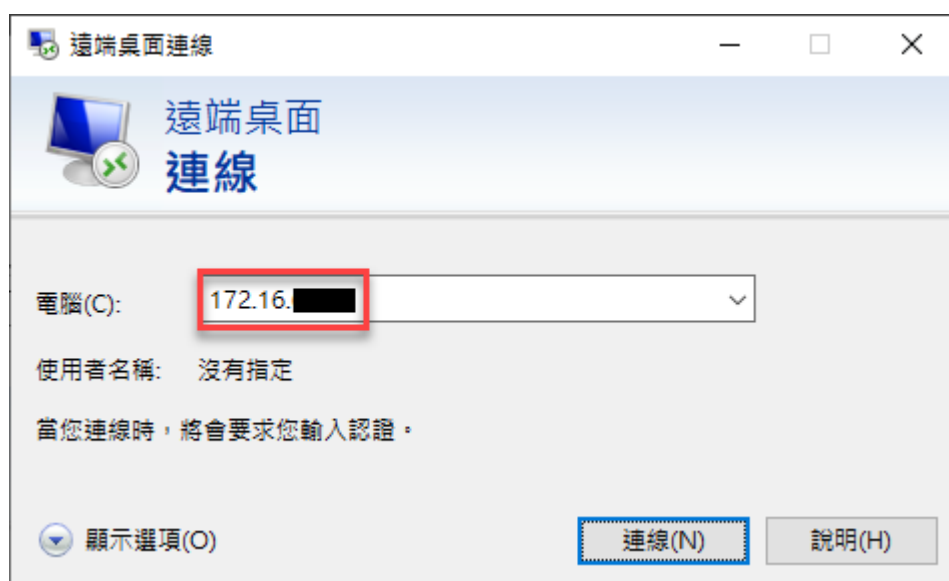 遠端桌面連線
遠端桌面
連線
電腦(C): 172.16.
使用者名稱: 沒有指定
當您連線時，將會要求您輸入認證。
顯示選項(O) 連線(N) 說明(H)